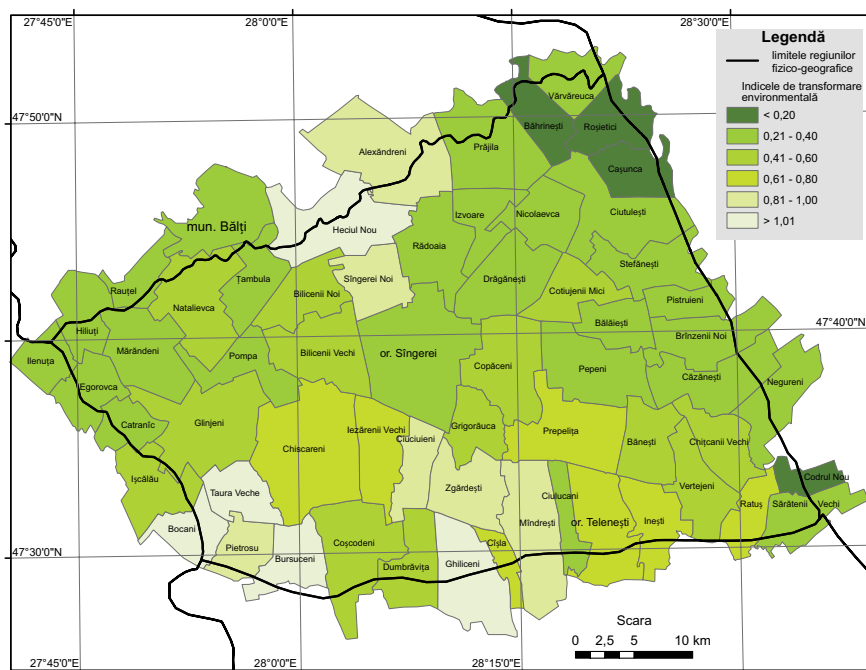 27°45'0"E
28°0'0"E
28°30'0"E
Legendă
limitele regiunilor
fizico-geografice
Indicele de transformare
environmentală
< 0,20
0,21 - 0,40
0,41 - 0,60
0,61 - 0,80
0,81 - 1,00
> 1,01
47°50'0"N
Vărvăreuca
Băhrinești
Roșietici
Alexăndreni
Prăjila
Cașunca
mun. Bălți
Heciul Nou
Izvoare
Nicolaevca
Ciutulești
Rădoaia
Țambula
Sîngerei Noi
Drăgănești
Ștefănești
Răuțel
Natalievca
Bilicenii Noi
Cotiujenii Mici
Pistruieni
Hiliuți
Bălăiești
47°40'0"N
Brînzenii Noi
Ilenuța
Mărăndeni
Pompa
Bilicenii Vechi
or. Sîngerei
Copăceni
Pepeni
Căzănești
Negureni
Egorovca
Catranîc
Glinjeni
Iezărenii Vechi
Ciuciuieni
Grigorăuca
Prepelița
Bănești
Chițcanii Vechi
Chiscareni
Ișcălău
Taura Veche
Zgărdești
Ciulucani
Vertejeni
Codrul Nou
Ratuș
Sărătenii Vechi
Bocani
Mîndrești
or. Telenești
Inești
Pietrosu
Coșcodeni
Cîșla
47°30'0"N
Bursuceni
Dumbrăvița
Ghiliceni
Scara
0 2,5 5 10 km
27°45'0"E
28°0'0"E
28°15'0"E